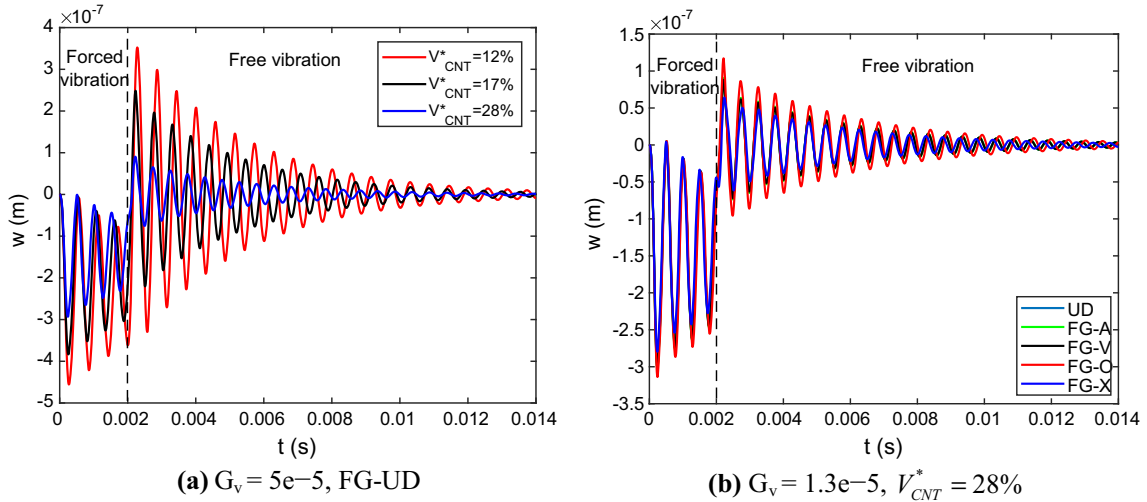 ×10⁻⁷
4
3
2
1
0
-1
-2
-3
-4
-5
w (m)
Forced
vibration
Free vibration
V*CNT=12%
V*CNT=17%
V*CNT=28%
0 0.002 0.004 0.006 0.008 0.01 0.012 0.014
t (s)
(a) Gv = 5e−5, FG-UD
×10⁻⁷
1.5
1
0.5
0
-0.5
-1
-1.5
-2
-2.5
-3
-3.5
w (m)
Forced
vibration
Free vibration
UD
FG-A
FG-V
FG-O
FG-X
0 0.002 0.004 0.006 0.008 0.01 0.012 0.014
t (s)
(b) Gv = 1.3e−5, V*CNT = 28%